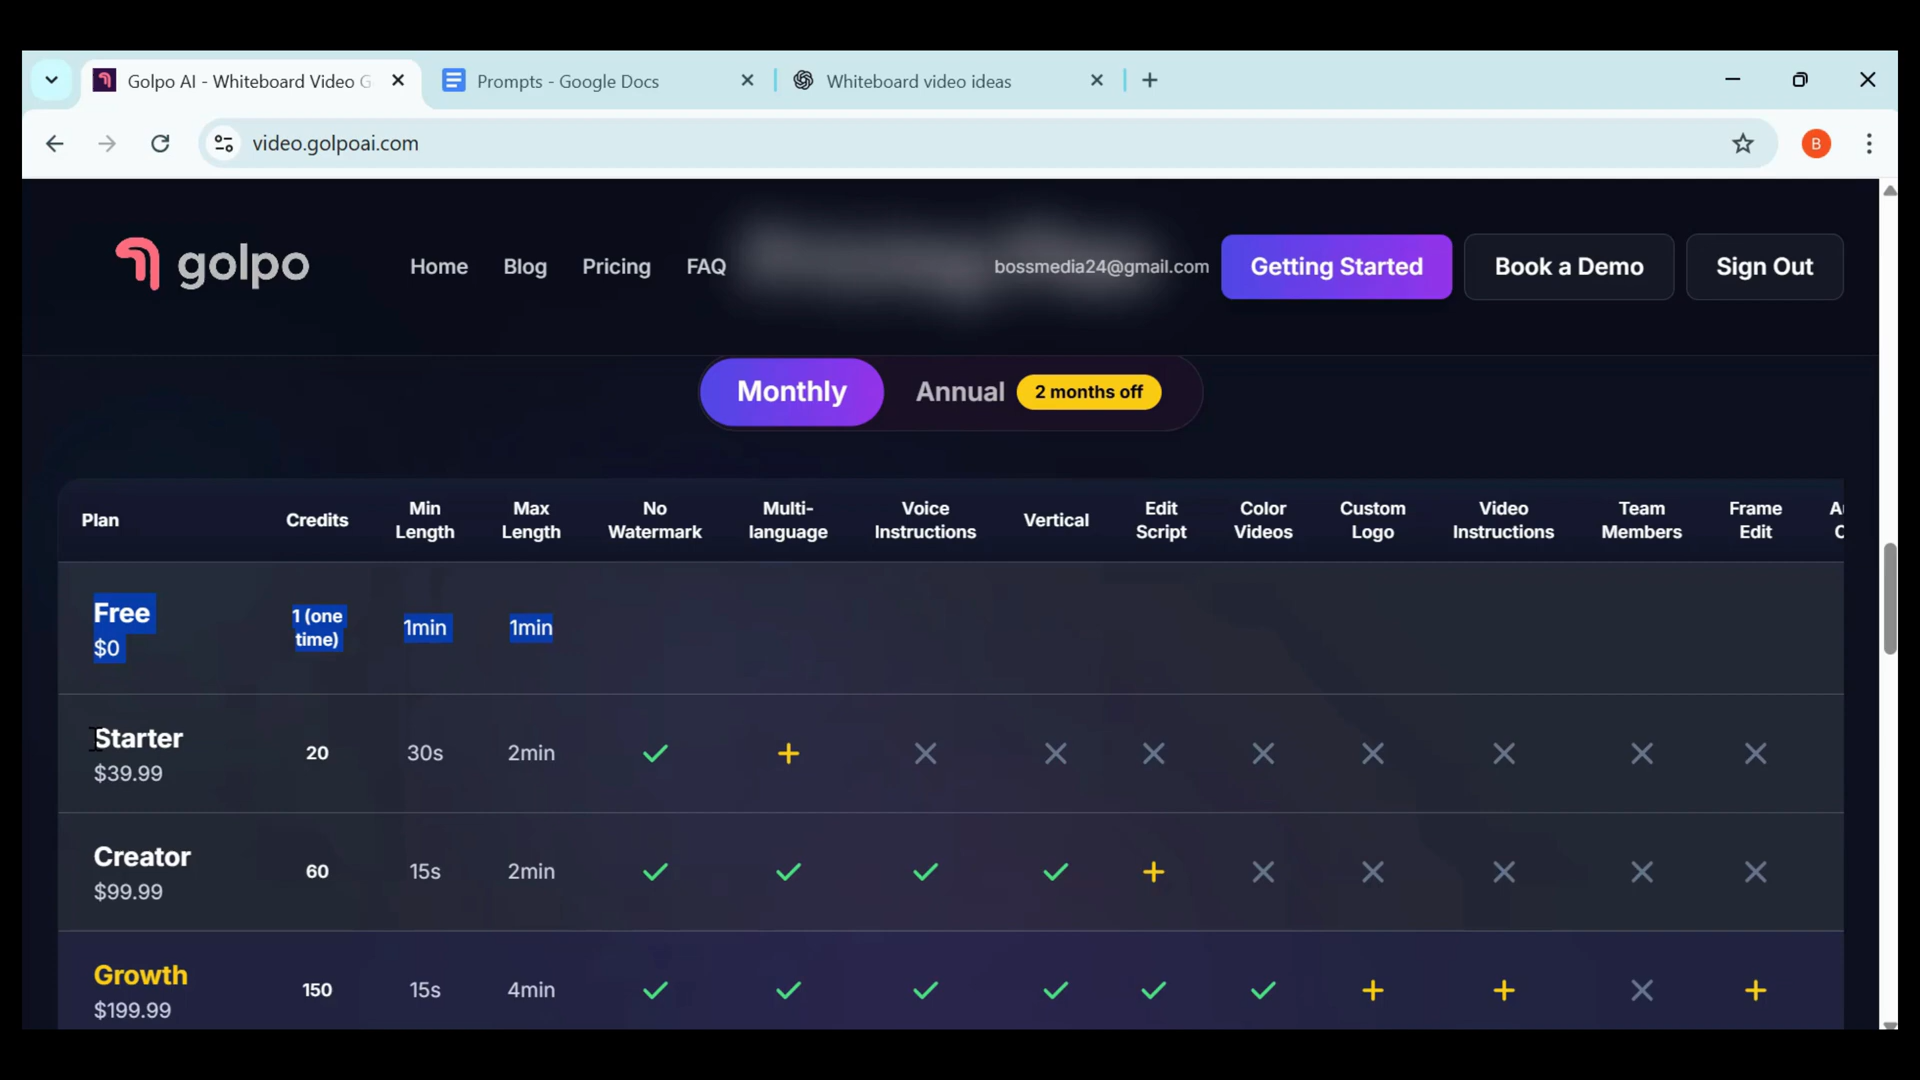 Golpo AI - Whiteboard Video G
Prompts - Google Docs
Whiteboard video ideas
video.golpoai.com
B
golpo
Home Blog Pricing FAQ bossmedia24@gmail.com Getting Started Book a Demo Sign Out
Monthly Annual 2 months off
Plan Credits Min Length Max Length No Watermark Multi-language Voice Instructions Vertical Edit Script Color Videos Custom Logo Video Instructions Team Members Frame Edit
Free 1 (one time) 1min 1min
$0
Starter 20 30s 2min
$39.99
Creator 60 15s 2min
$99.99
Growth 150 15s 4min
$199.99